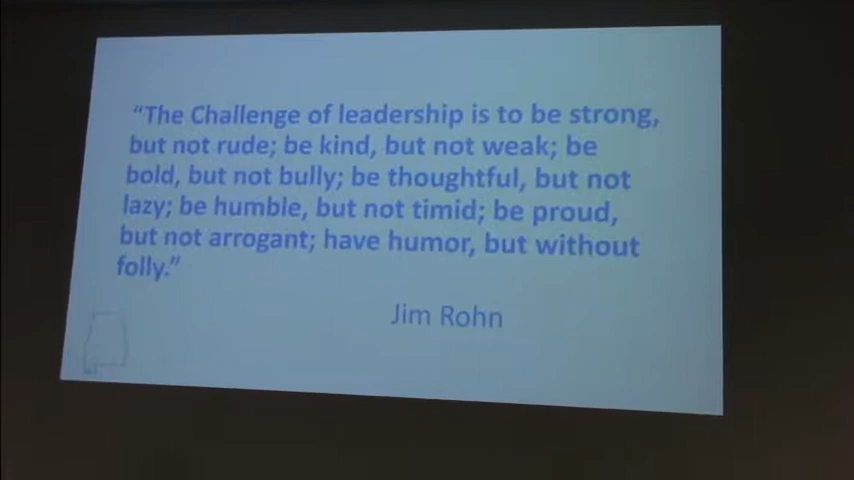 “The Challenge of leadership is to be strong,
but not rude; be kind, but not weak; be
bold, but not bully; be thoughtful, but not
lazy; be humble, but not timid; be proud,
but not arrogant; have humor, but without
folly.”
Jim Rohn